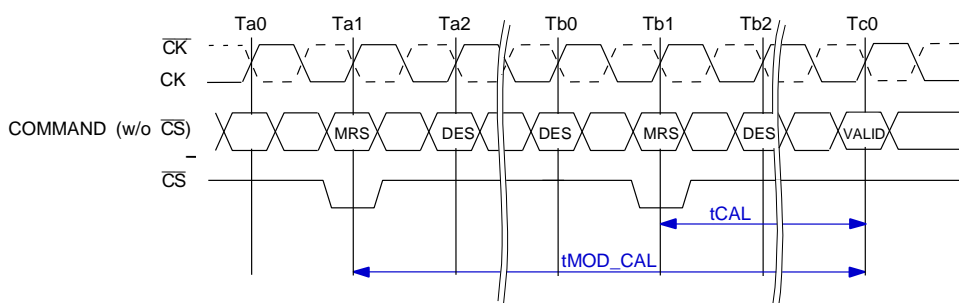 Ta0 Ta1 Ta2 Tb0 Tb1 Tb2 Tc0
CK
CK
COMMAND (w/o CS) MRS DES DES MRS DES VALID
CS
tCAL
tMOD_CAL